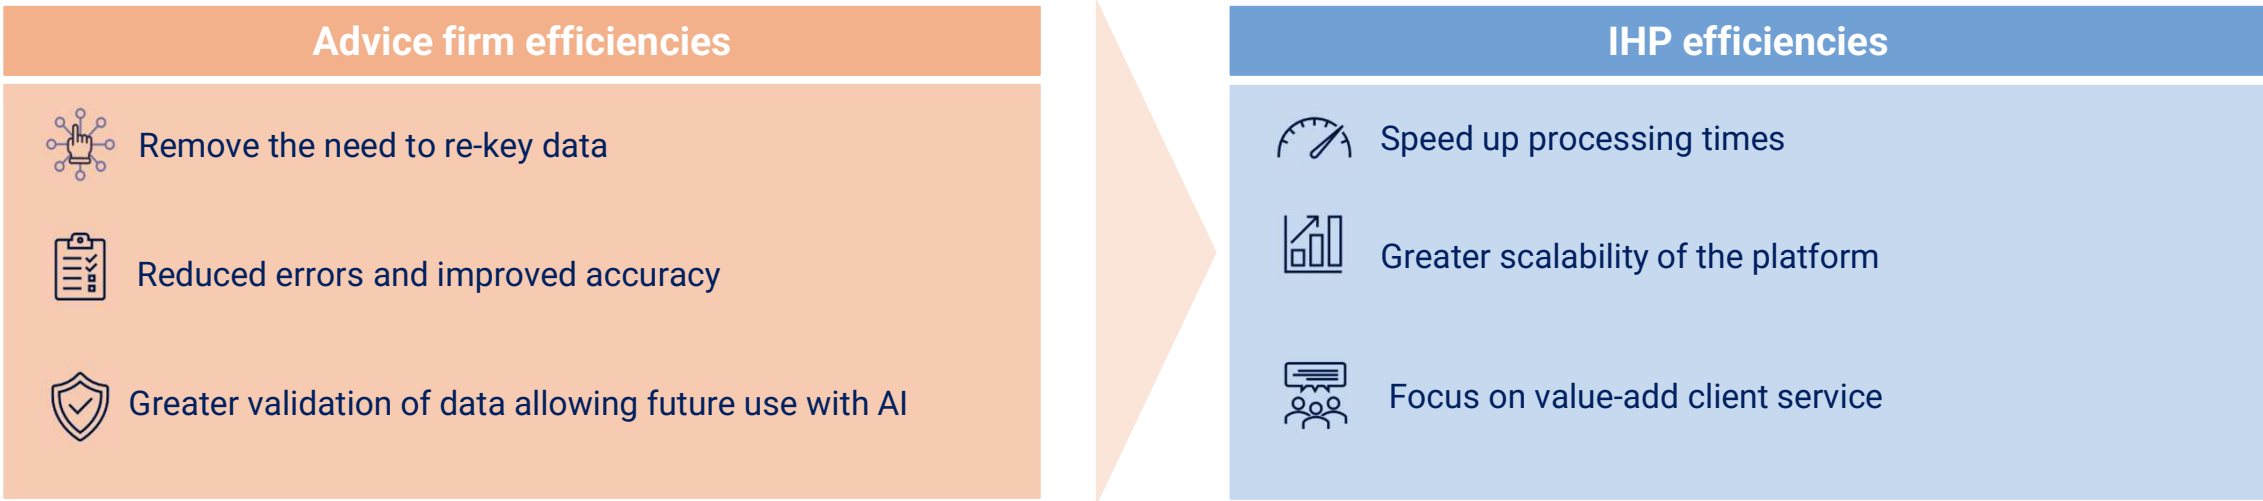 Advice firm efficiencies
Remove the need to re-key data
Reduced errors and improved accuracy
Greater validation of data allowing future use with AI
IHP efficiencies
Speed up processing times
Greater scalability of the platform
Focus on value-add client service